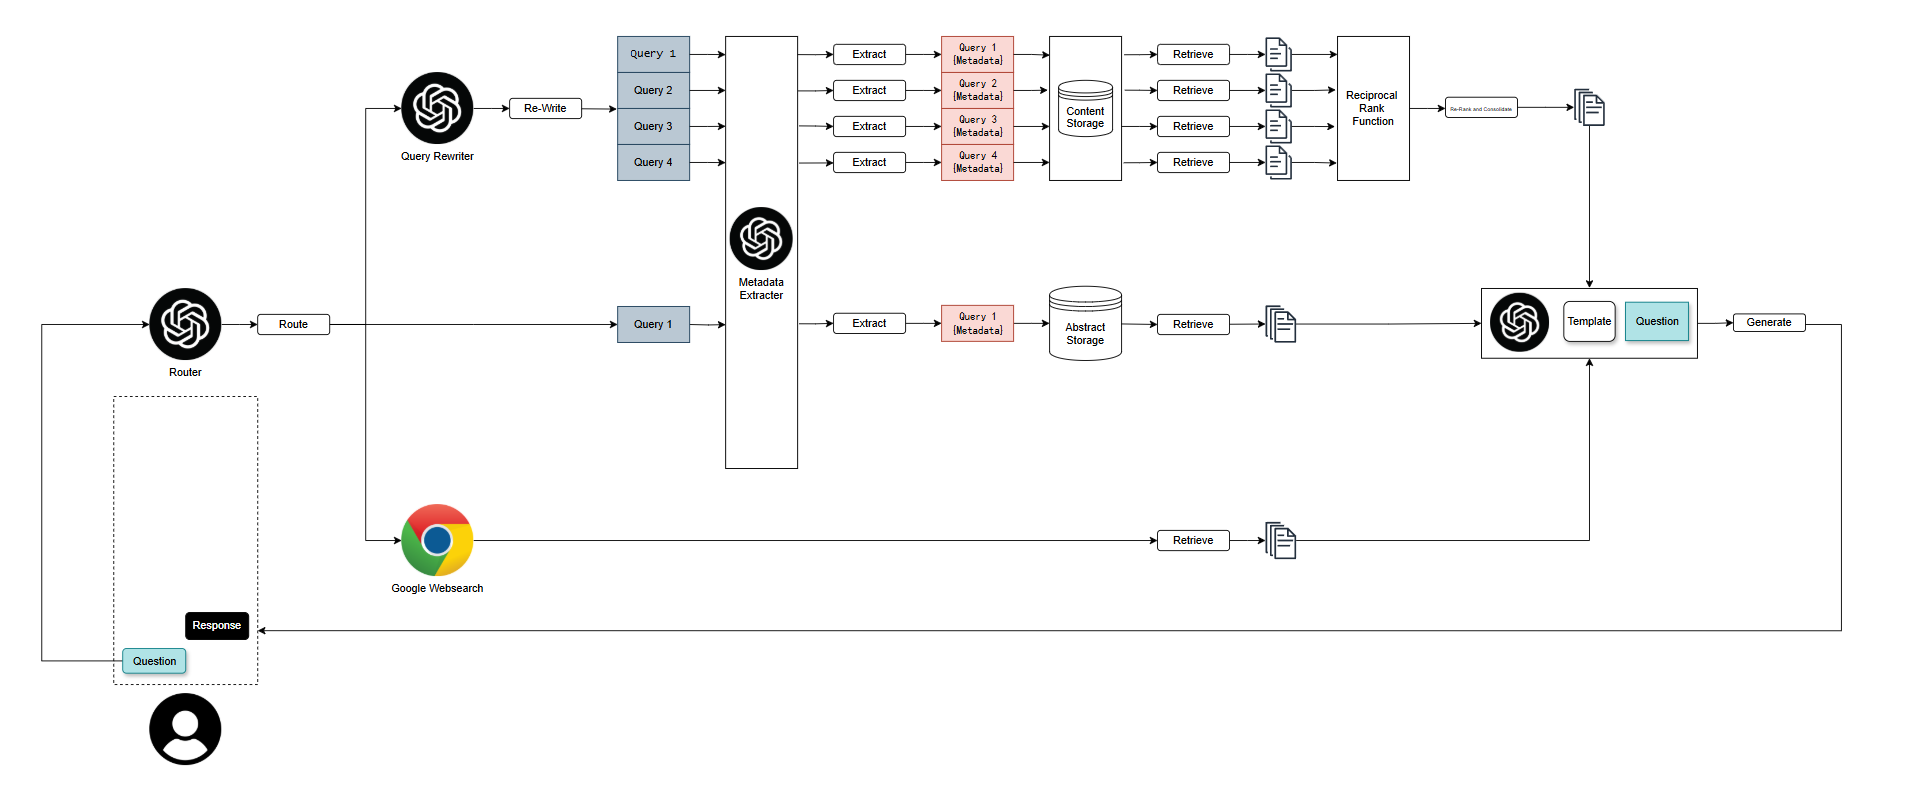 Query 1
Query 2
Query 3
Query 4
Extract
Extract
Extract
Extract
Query 1
{Metadata}
Query 2
{Metadata}
Query 3
{Metadata}
Query 4
{Metadata}
Content
Storage
Retrieve
Retrieve
Retrieve
Retrieve
Reciprocal
Rank
Function
Re-Rank and Consolidate
Re-Write
Query Rewriter
Metadata
Extracter
Router
Route
Query 1
Extract
Query 1
{Metadata}
Abstract
Storage
Retrieve
Template
Question
Generate
Google Websearch
Retrieve
Response
Question